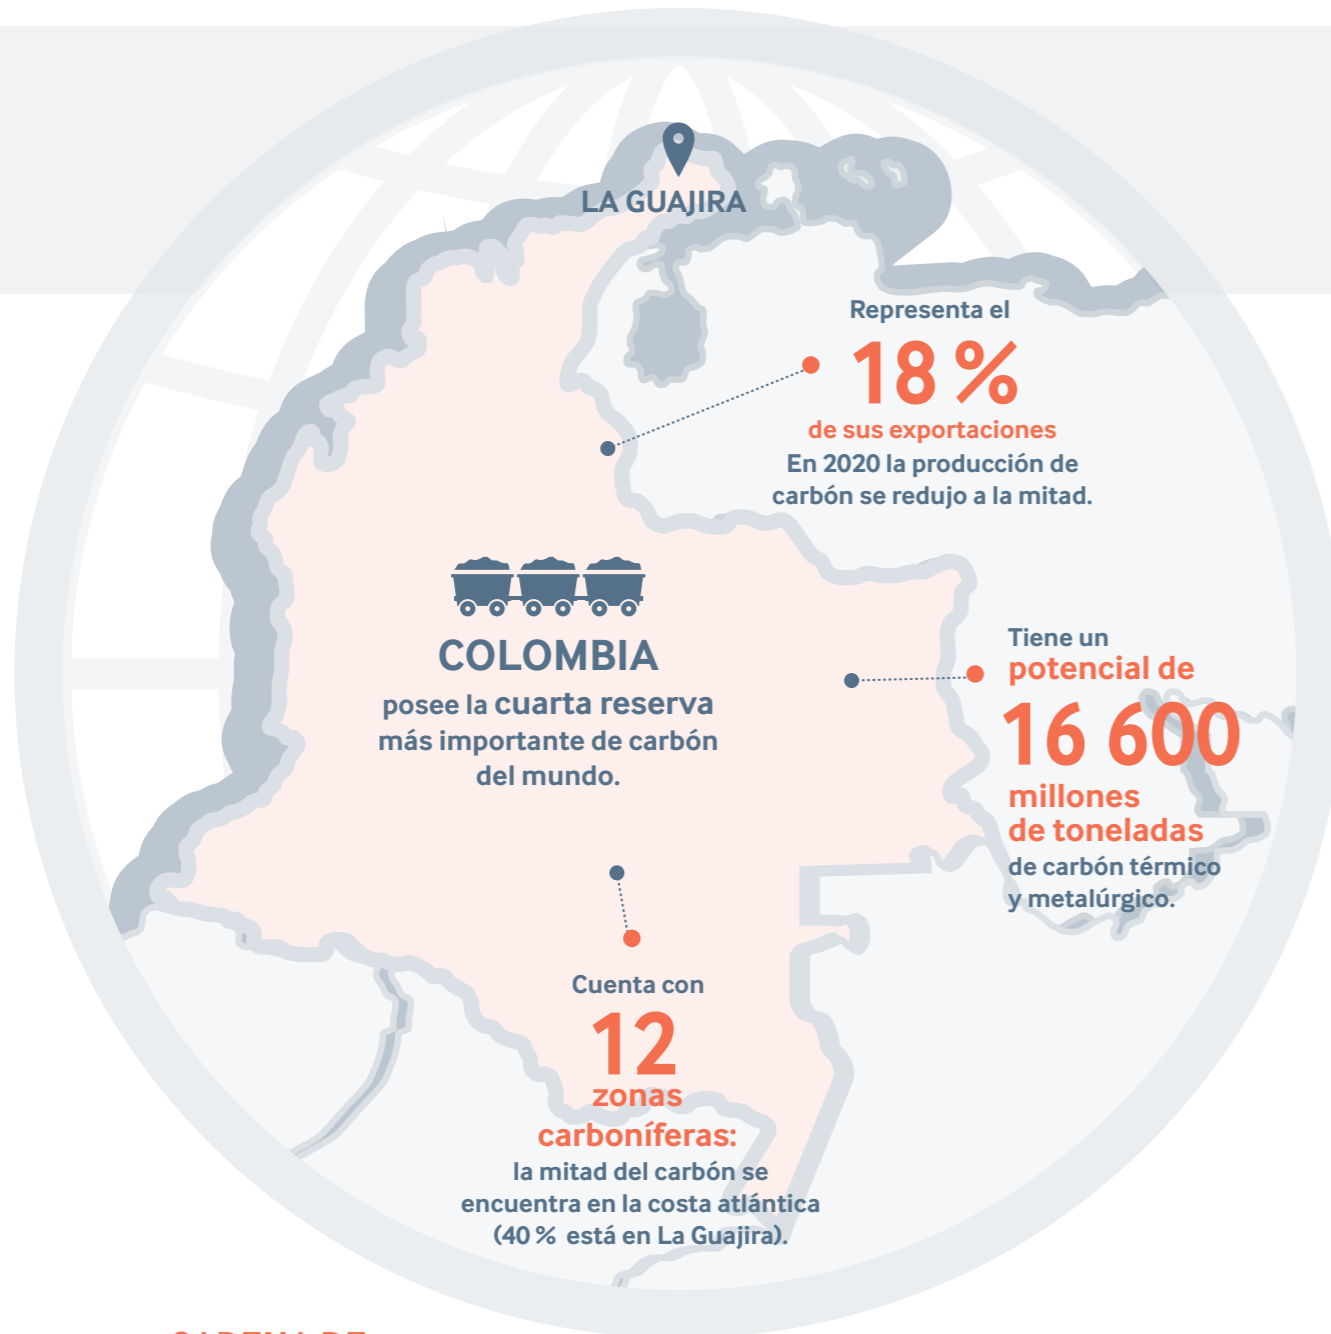 LA GUAJIRA
Representa el
18 %
de sus exportaciones
En 2020 la producción de
carbón se redujo a la mitad.
COLOMBIA
posee la cuarta reserva
más importante de carbón
del mundo.
Tiene un
potencial de
16 600
millones
de toneladas
de carbón térmico
y metalúrgico.
Cuenta con
12
zonas
carboníferas:
la mitad del carbón se
encuentra en la costa atlántica
(40 % está en La Guajira).
CADENA DE